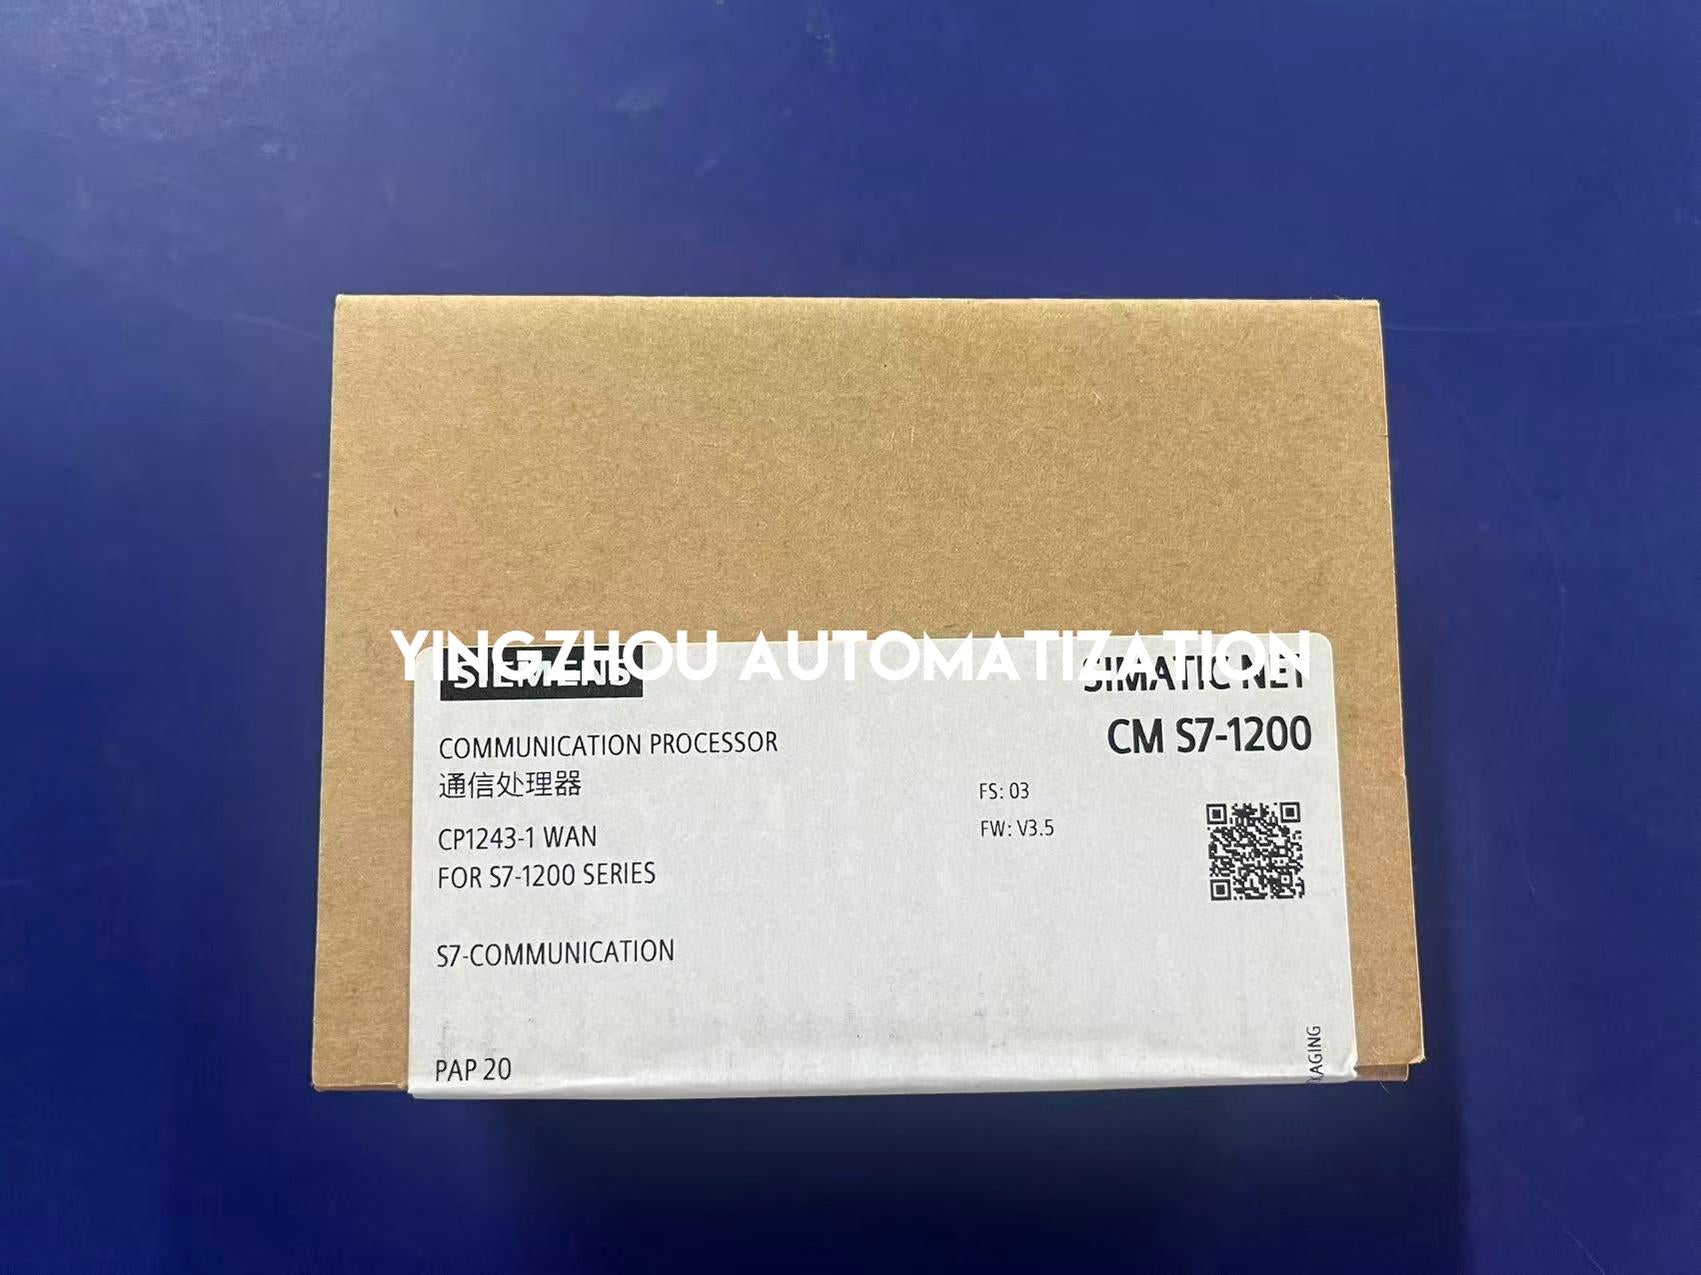 YINGZHOU AUTOMATIZATION
SIEMENS
SIMATIC NET
CM S7-1200
COMMUNICATION PROCESSOR
通信处理器
FS: 03
CP1243-1 WAN
FW: V3.5
FOR S7-1200 SERIES
S7-COMMUNICATION
PAP 20